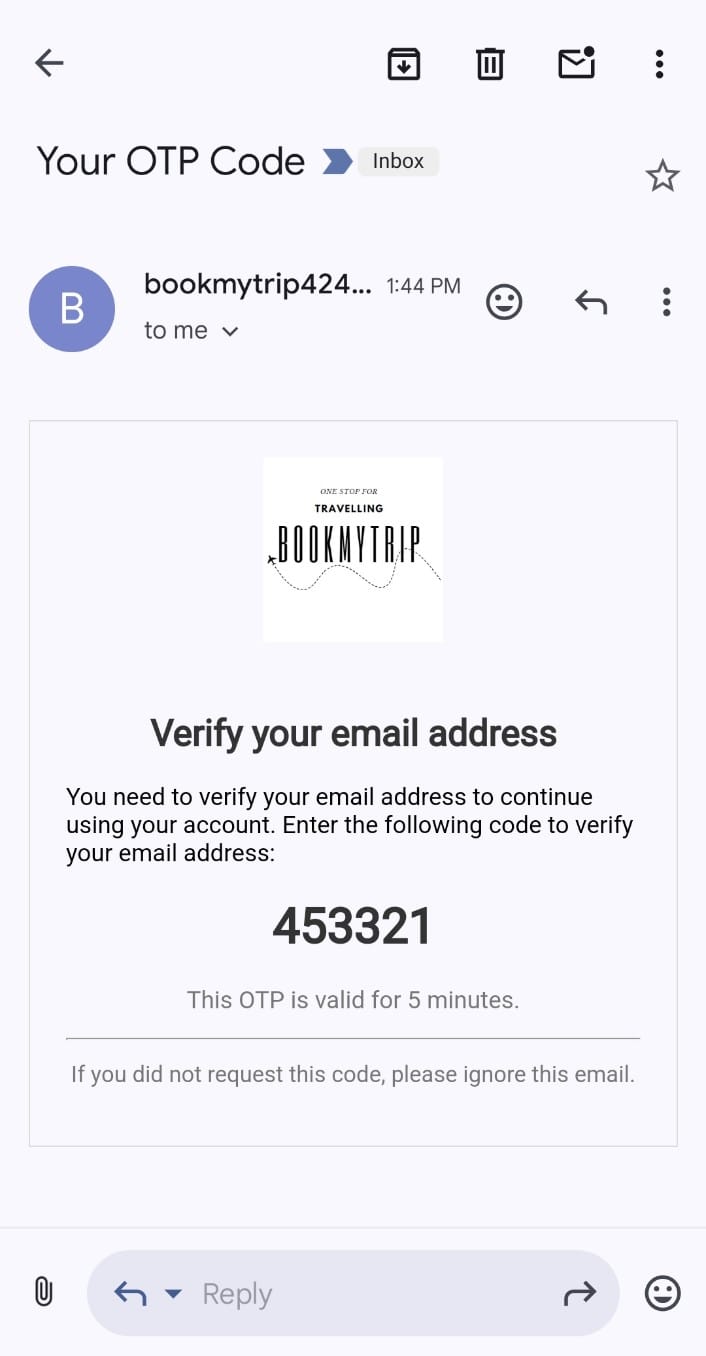 Your OTP Code Inbox
B
bookmytrip424... 1:44 PM
to me
ONE STOP FOR
TRAVELLING
BOOKMYTRIP
Verify your email address
You need to verify your email address to continue
using your account. Enter the following code to verify
your email address:
453321
This OTP is valid for 5 minutes.
If you did not request this code, please ignore this email.
Reply